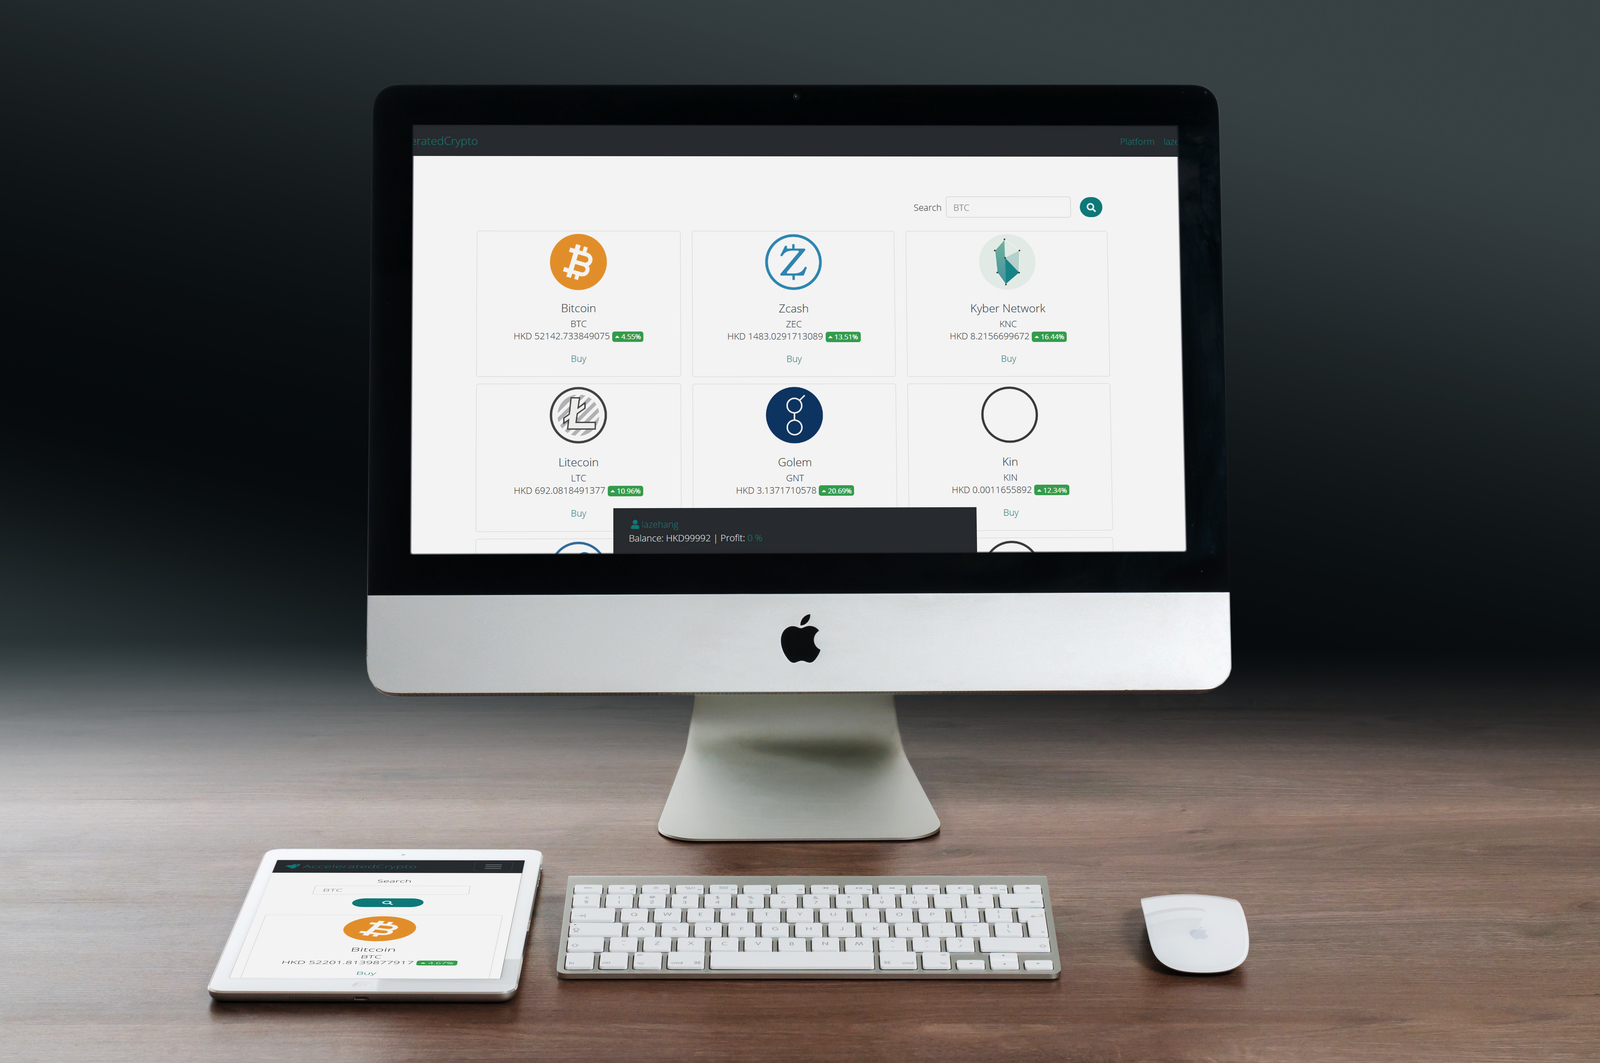 eratedCrypto
Platform laze
Search BTC
Bitcoin
BTC
HKD 52142.733849075 4.55%
Buy
Zcash
ZEC
HKD 1483.0291713089 13.51%
Buy
Kyber Network
KNC
HKD 8.2156699672 16.44%
Buy
Litecoin
LTC
HKD 692.0818491377 10.96%
Buy
Golem
GNT
HKD 3.1371710578 20.69%
Kin
KIN
HKD 0.0011655892 12.34%
Buy
lazehang
Balance: HKD99992 | Profit: 0 %
AcceleratedCrypto
Search
BTC
Bitcoin
BTC
HKD 52201.8139877917 4.67%
Buy
Q W E R T Y U I O P
A S D F G H J K L
Z X C V B N M